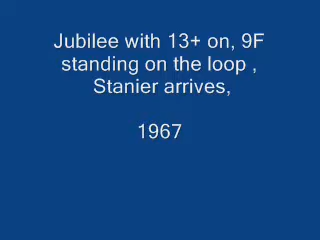 Jubilee with 13+ on, 9F
standing on the loop ,
Stanier arrives,
1967